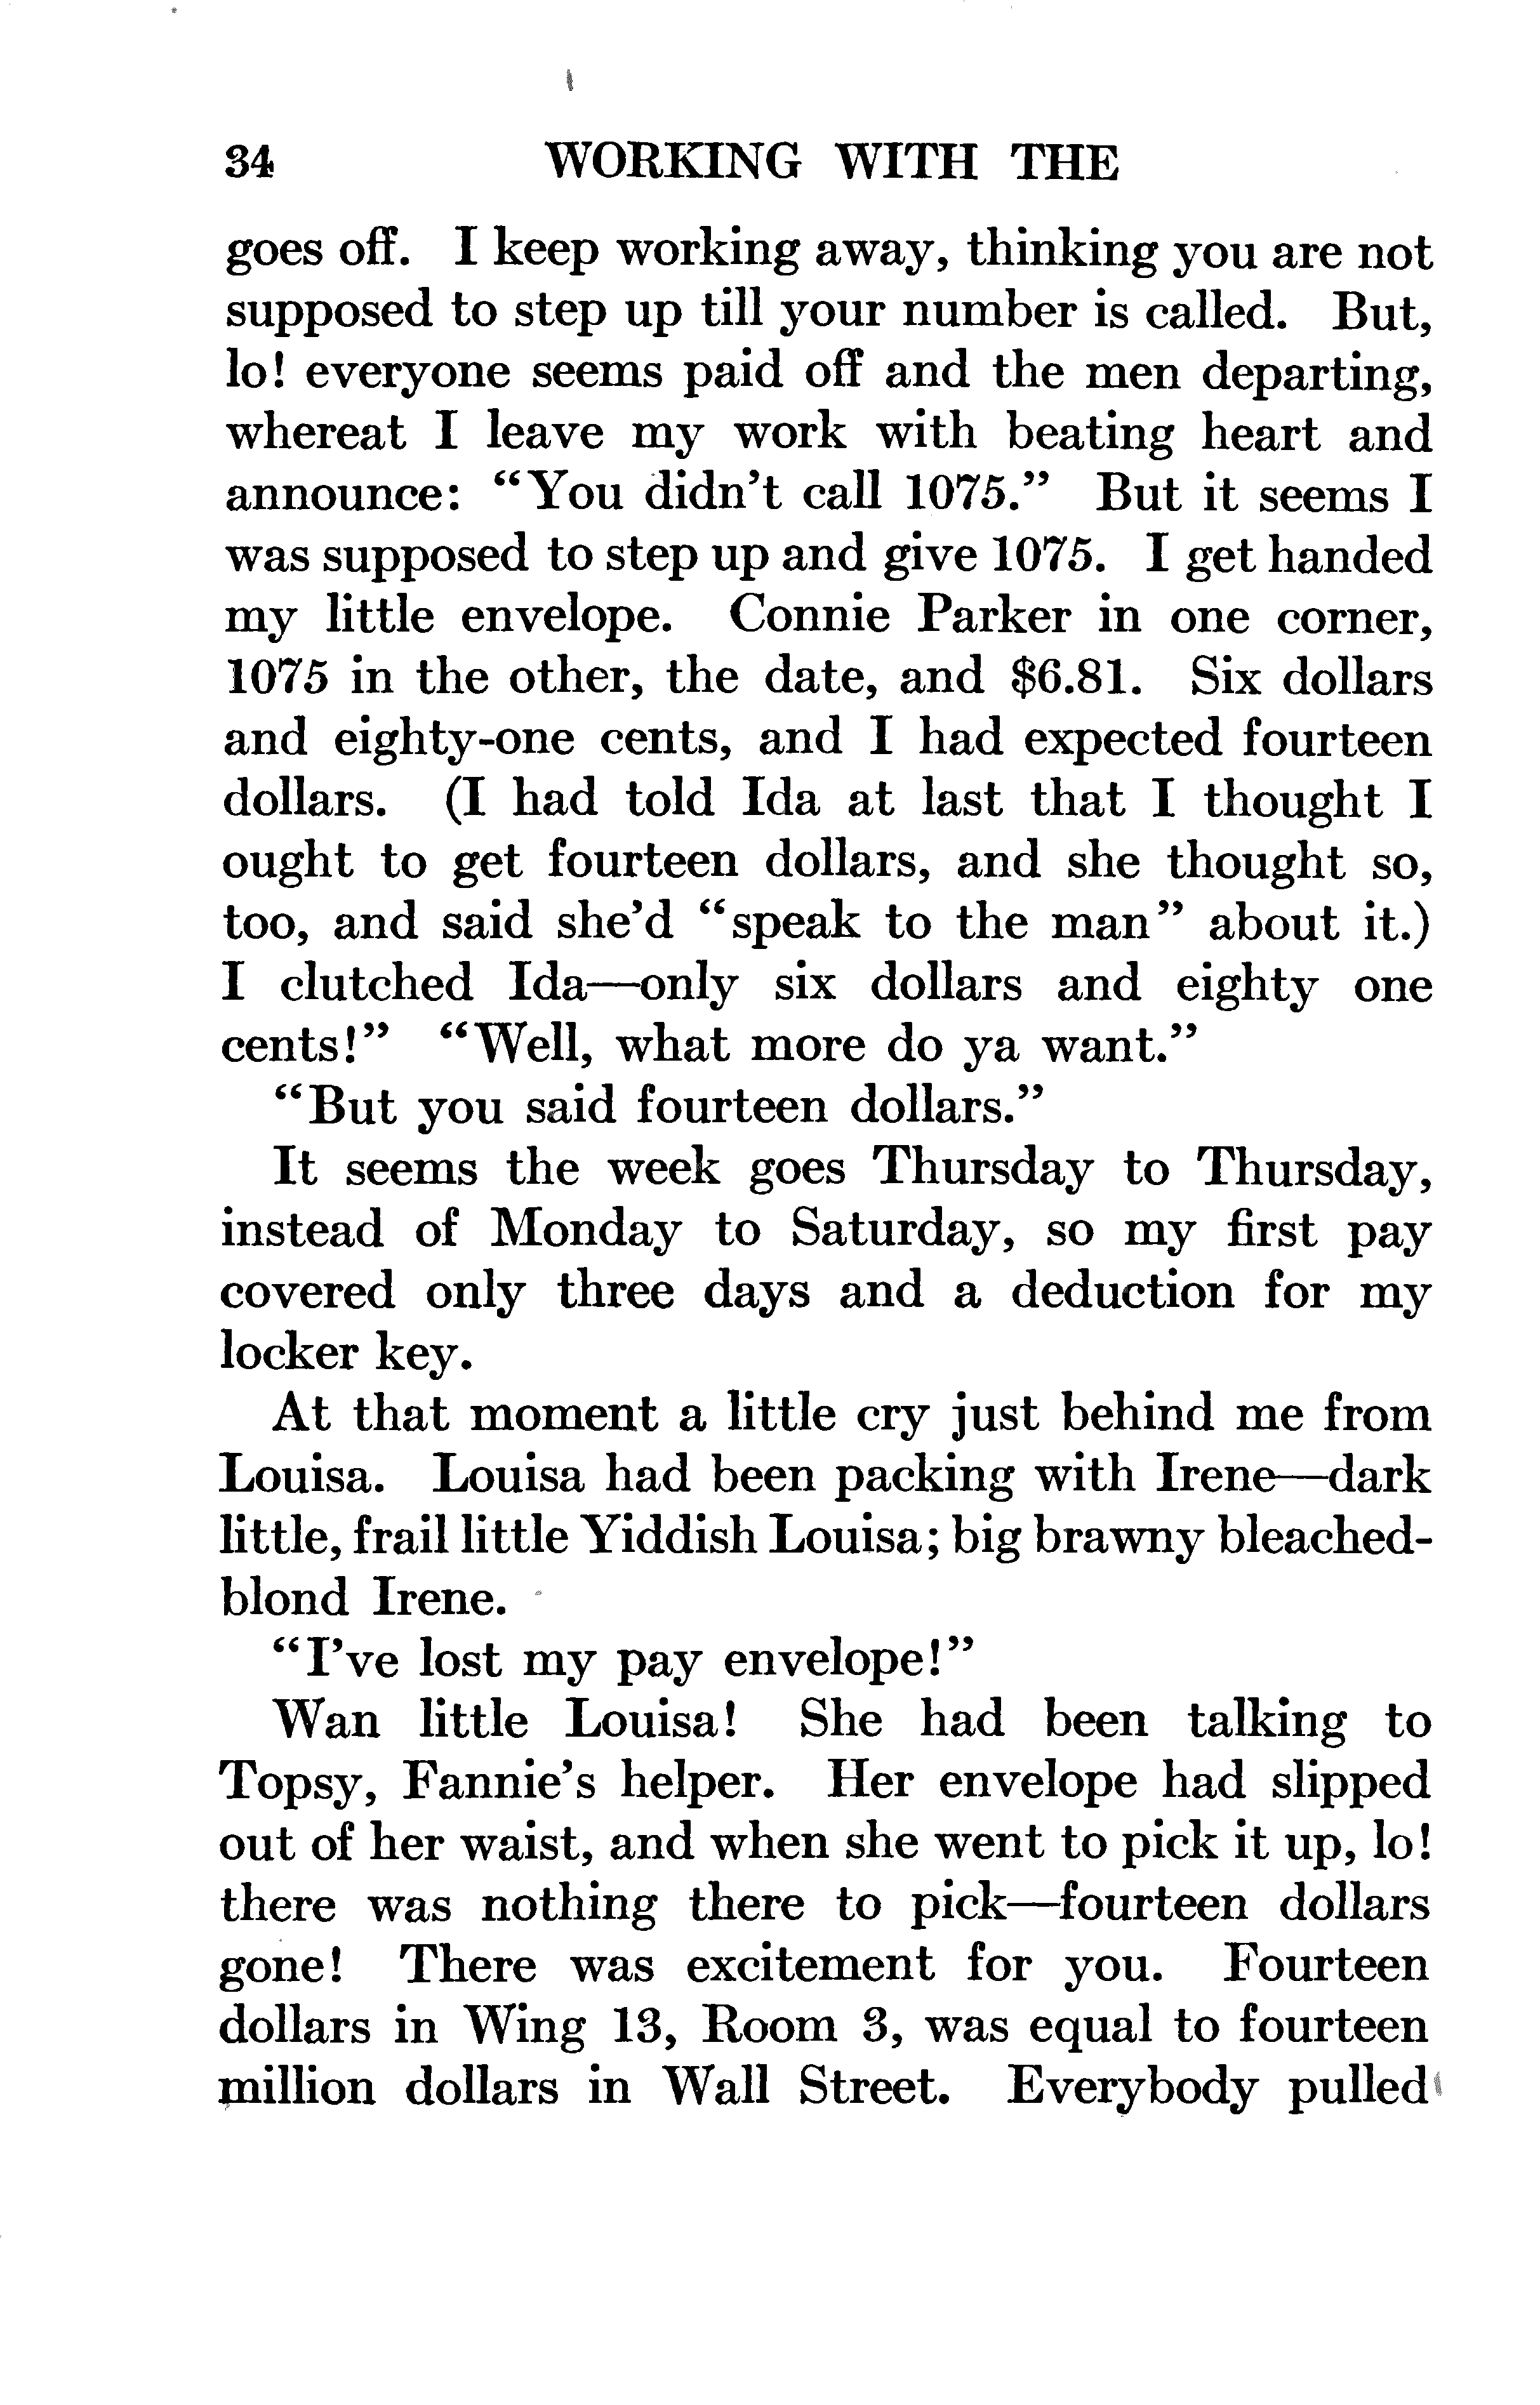 34 WORKING WITH THE
goes off. I keep working away, thinking you are not
supposed to step up till your number is called. But,
lo! everyone seems paid off and the men departing,
whereat I leave my work with beating heart and
announce: “You didn’t call 1075.” But it seems I
was supposed to step up and give 1075. I get handed
my little envelope. Connie Parker in one corner,
1075 in the other, the date, and $6.81. Six dollars
and eighty-one cents, and I had expected fourteen
dollars. (I had told Ida at last that I thought I
ought to get fourteen dollars, and she thought so,
too, and said she’d “speak to the man” about it.)
I clutched Ida—only six dollars and eighty one
cents!” “Well, what more do ya want.”
“But you said fourteen dollars.”
It seems the week goes Thursday to Thursday,
instead of Monday to Saturday, so my first pay
covered only three days and a deduction for my
locker key.
At that moment a little cry just behind me from
Louisa. Louisa had been packing with Irene—dark
little, frail little Yiddish Louisa; big brawny bleached-
blond Irene.
“I’ve lost my pay envelope!”
Wan little Louisa! She had been talking to
Topsy, Fannie’s helper. Her envelope had slipped
out of her waist, and when she went to pick it up, lo!
there was nothing there to pick—fourteen dollars
gone! There was excitement for you. Fourteen
dollars in Wing 13, Room 3, was equal to fourteen
million dollars in Wall Street. Everybody pulled